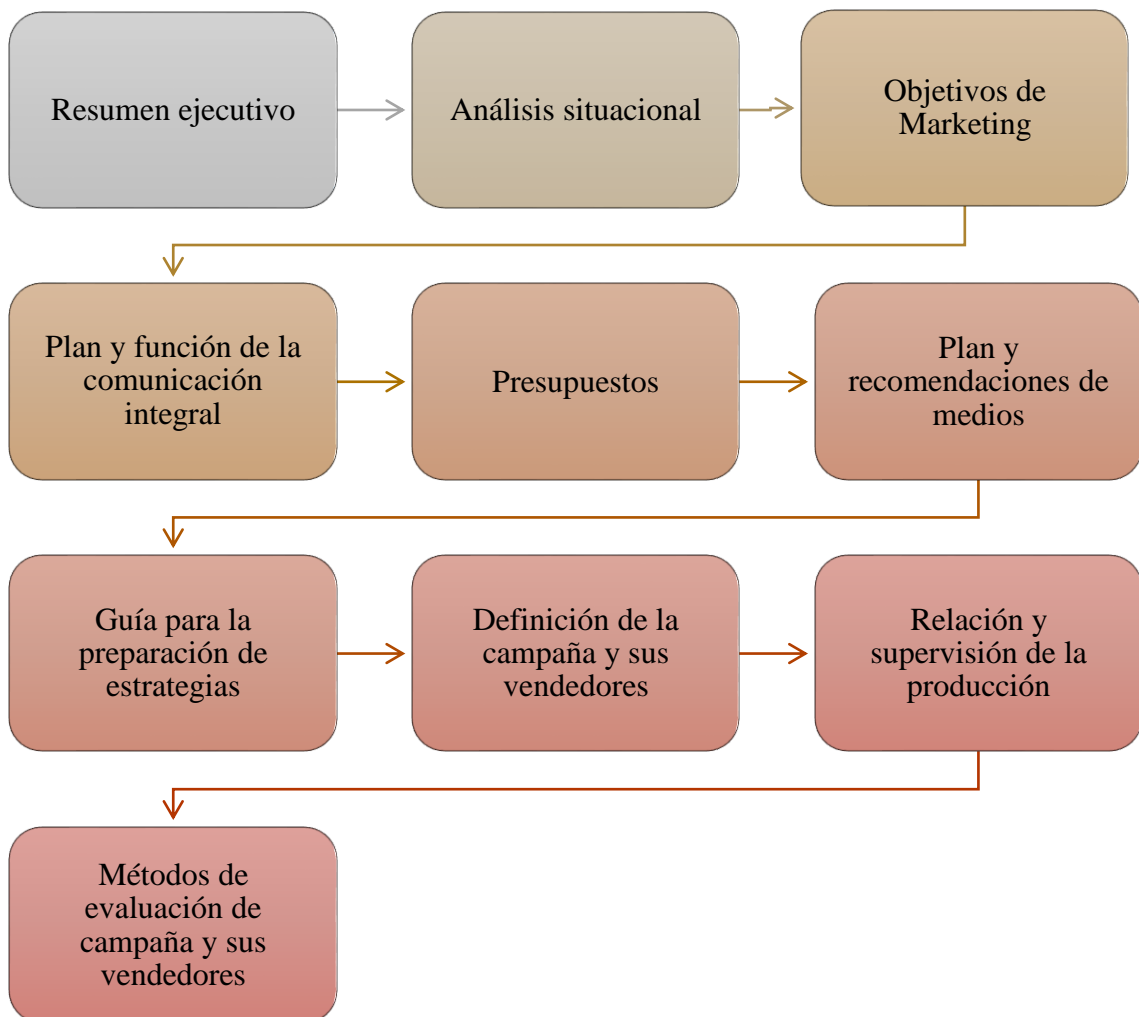 Resumen ejecutivo
Análisis situacional
Objetivos de
Marketing
Plan y función de la
comunicación
integral
Presupuestos
Plan y
recomendaciones de
medios
Guía para la
preparación de
estrategias
Definición de la
campaña y sus
vendedores
Relación y
supervisión de la
producción
Métodos de
evaluación de
campaña y sus
vendedores